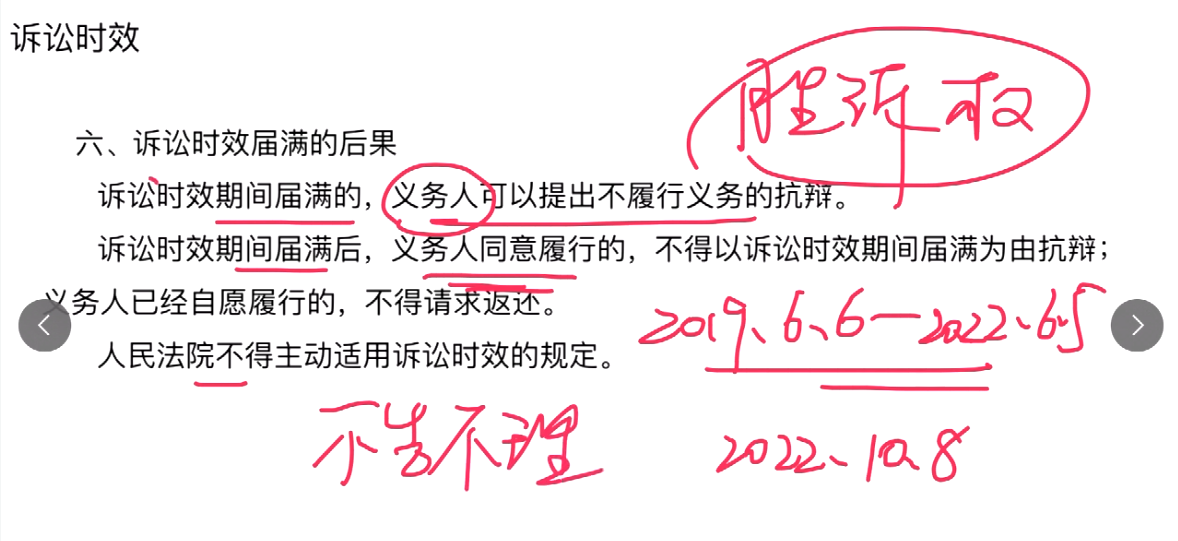 诉讼时效
胜诉权
六、诉讼时效届满的后果
诉讼时效期间届满的，义务人可以提出不履行义务的抗辩。
诉讼时效期间届满后，义务人同意履行的，不得以诉讼时效期间届满为由抗辩；
义务人已经自愿履行的，不得请求返还。
2019、6、6—2022、6.5
人民法院不得主动适用诉讼时效的规定。
不告不理
2022、10、8